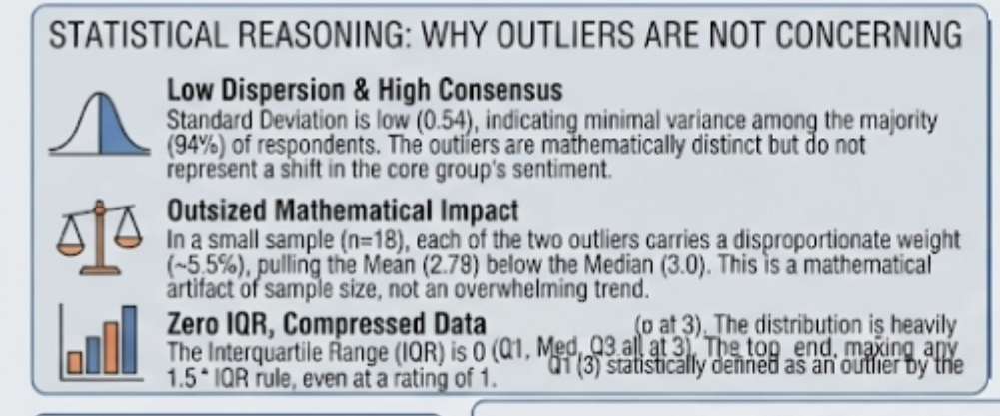 STATISTICAL REASONING: WHY OUTLIERS ARE NOT CONCERNING
Low Dispersion & High Consensus
Standard Deviation is low (0.54), indicating minimal variance among the majority
(94%) of respondents. The outliers are mathematically distinct but do not
represent a shift in the core group's sentiment.
Outsized Mathematical Impact
In a small sample (n=18), each of the two outliers carries a disproportionate weight
(~5.5%), pulling the Mean (2.78) below the Median (3.0). This is a mathematical
artifact of sample size, not an overwhelming trend.
Zero IQR, Compressed Data
at 3). The distribution is heavily
The Interquartile Range (IQR) is 0 (Q1, Med, Q3 all at 3). The top end, making any
Q1 (3) statistically defined as an outlier by the
1.5* IQR rule, even at a rating of 1.